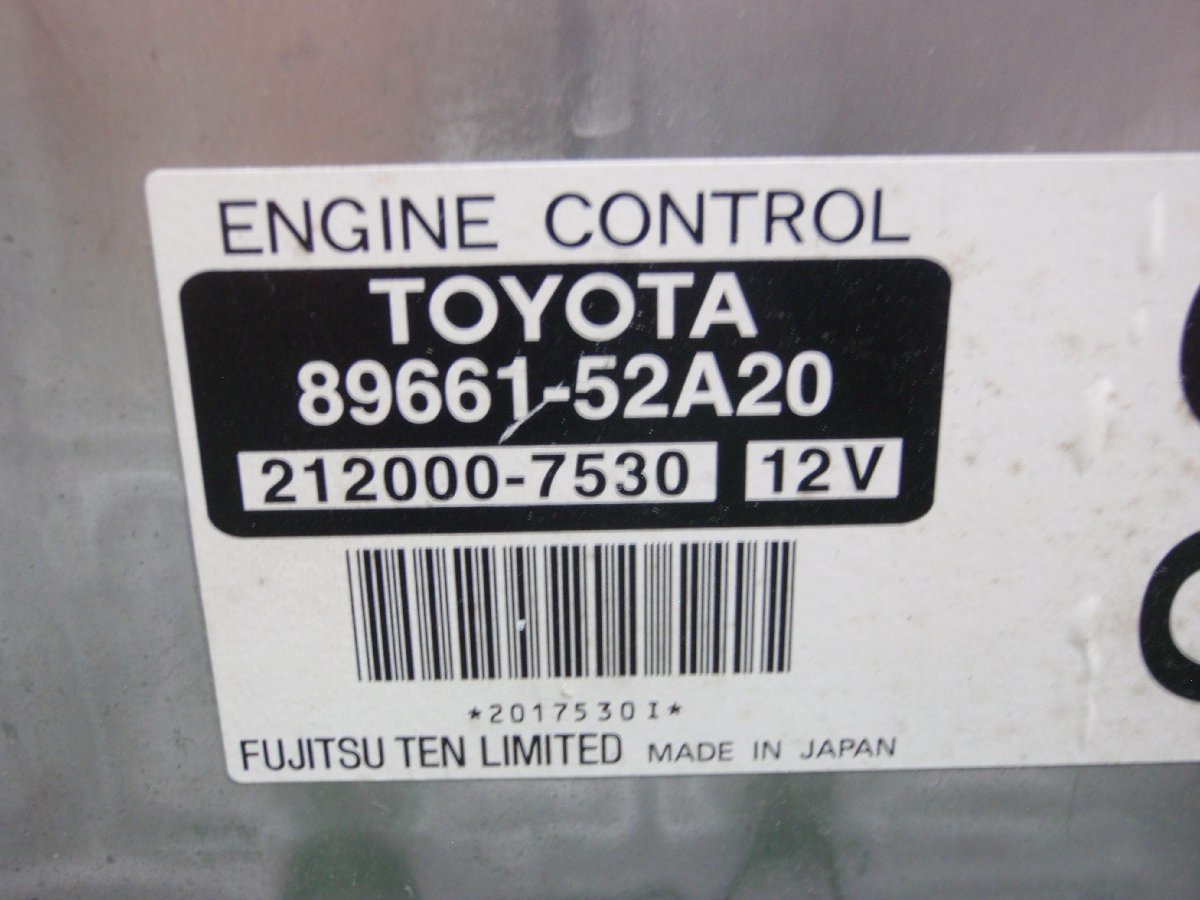 ENGINE CONTROL
TOYOTA
89661-52A20
212000-7530 12V
*2017530I*
FUJITSU TEN LIMITED MADE IN JAPAN